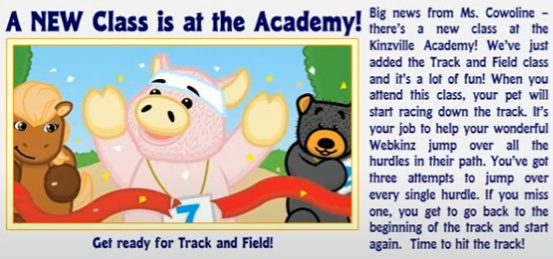 A NEW Class is at the Academy!
7
Get ready for Track and Field!
Big news from Ms. Cowoline –
there's a new class at the
Kinzville Academy! We've just
added the Track and Field class
and it's a lot of fun! When you
attend this class, your pet will
start racing down the track. It's
your job to help your wonderful
Webkinz jump over all the
hurdles in their path. You've got
three attempts to jump over
every single hurdle. If you miss
one, you get to go back to the
beginning of the track and start
again. Time to hit the track!